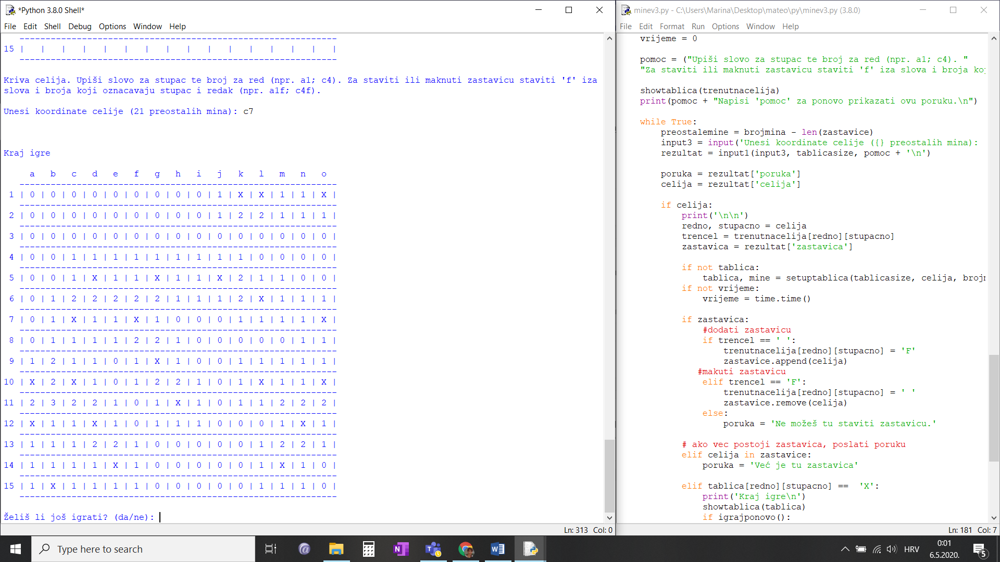 *Python 3.8.0 Shell*
File Edit Shell Debug Options Window Help
-------------------------------------------------------------
15 |   |   |   |   |   |   |   |   |   |   |   |   |   |   |   |
-------------------------------------------------------------
Kriva celija. Upiši slovo za stupac te broj za red (npr. a1; c4). Za staviti ili maknuti zastavicu staviti 'f' iza
slova i broja koji oznacavaju stupac i redak (npr. a1f; c4f).
Unesi koordinate celije (21 preostalih mina): c7
Kraj igre
a   b   c   d   e   f   g   h   i   j   k   l   m   n   o
-------------------------------------------------------------
1 | 0 | 0 | 0 | 0 | 0 | 0 | 0 | 0 | 0 | 1 | X | X | 1 | 1 | X |
-------------------------------------------------------------
2 | 0 | 0 | 0 | 0 | 0 | 0 | 0 | 0 | 0 | 1 | 2 | 2 | 1 | 1 | 1 |
-------------------------------------------------------------
3 | 0 | 0 | 0 | 0 | 0 | 0 | 0 | 0 | 0 | 0 | 0 | 0 | 0 | 0 | 0 |
-------------------------------------------------------------
4 | 0 | 0 | 1 | 1 | 1 | 1 | 1 | 1 | 1 | 1 | 1 | 0 | 0 | 0 | 0 |
-------------------------------------------------------------
5 | 0 | 0 | 1 | X | 1 | 1 | X | 1 | 1 | X | 2 | 1 | 1 | 0 | 0 |
-------------------------------------------------------------
6 | 0 | 1 | 2 | 2 | 2 | 2 | 2 | 1 | 1 | 1 | 2 | X | 1 | 1 | 1 |
-------------------------------------------------------------
7 | 0 | 1 | X | 1 | 1 | X | 1 | 0 | 0 | 0 | 1 | 1 | 1 | 1 | X |
-------------------------------------------------------------
8 | 0 | 1 | 1 | 1 | 1 | 2 | 2 | 1 | 0 | 0 | 0 | 0 | 0 | 1 | 1 |
-------------------------------------------------------------
9 | 1 | 2 | 1 | 1 | 0 | 1 | X | 1 | 0 | 0 | 1 | 1 | 1 | 1 | 1 |
-------------------------------------------------------------
10 | X | 2 | X | 1 | 0 | 1 | 2 | 2 | 1 | 0 | 1 | X | 1 | 1 | X |
-------------------------------------------------------------
11 | 2 | 3 | 2 | 2 | 1 | 0 | 1 | X | 1 | 0 | 1 | 1 | 2 | 2 | 2 |
-------------------------------------------------------------
12 | X | 1 | 1 | X | 1 | 0 | 1 | 1 | 1 | 0 | 0 | 0 | 1 | X | 1 |
-------------------------------------------------------------
13 | 1 | 1 | 1 | 2 | 2 | 1 | 0 | 0 | 0 | 0 | 0 | 1 | 2 | 2 | 1 |
-------------------------------------------------------------
14 | 1 | 1 | 1 | 1 | X | 1 | 0 | 0 | 0 | 0 | 0 | 1 | X | 1 | 0 |
-------------------------------------------------------------
15 | 1 | X | 1 | 1 | 1 | 1 | 0 | 0 | 0 | 0 | 0 | 1 | 1 | 1 | 0 |
-------------------------------------------------------------
Želiš li još igrati? (da/ne):
Ln: 313 Col: 0
minev3.py - C:\Users\Marina\Desktop\mateo\py\minev3.py (3.8.0)
File Edit Format Run Options Window Help
vrijeme = 0
pomoc = ("Upiši slovo za stupac te broj za red (npr. a1; c4). "
"Za staviti ili maknuti zastavicu staviti 'f' iza slova i broja ko
showtablica(trenutnacelija)
print(pomoc + "Napisi 'pomoc' za ponovo prikazati ovu poruku.\n")
while True:
preostalemine = brojmina - len(zastavice)
input3 = input('Unesi koordinate celije ({} preostalih mina):
rezultat = input1(input3, tablicasize, pomoc + '\n')
poruka = rezultat['poruka']
celija = rezultat['celija']
if celija:
print('\n\n')
redno, stupacno = celija
trencel = trenutnacelija[redno][stupacno]
zastavica = rezultat['zastavica']
if not tablica:
tablica, mine = setuptablica(tablicasize, celija, broj
if not vrijeme:
vrijeme = time.time()
if zastavica:
#dodati zastavicu
if trencel == ' ':
trenutnacelija[redno][stupacno] = 'F'
zastavice.append(celija)
#makuti zastavicu
elif trencel == 'F':
trenutnacelija[redno][stupacno] = ' '
zastavice.remove(celija)
else:
poruka = 'Ne možeš tu staviti zastavicu.'
# ako vec postoji zastavica, poslati poruku
elif celija in zastavice:
poruka = 'Već je tu zastavica'
elif tablica[redno][stupacno] ==  'X':
print('Kraj igre\n')
showtablica(tablica)
if igrajponovo():
Ln: 181 Col: 7
Type here to search
HRV
0:01
6.5.2020.
5